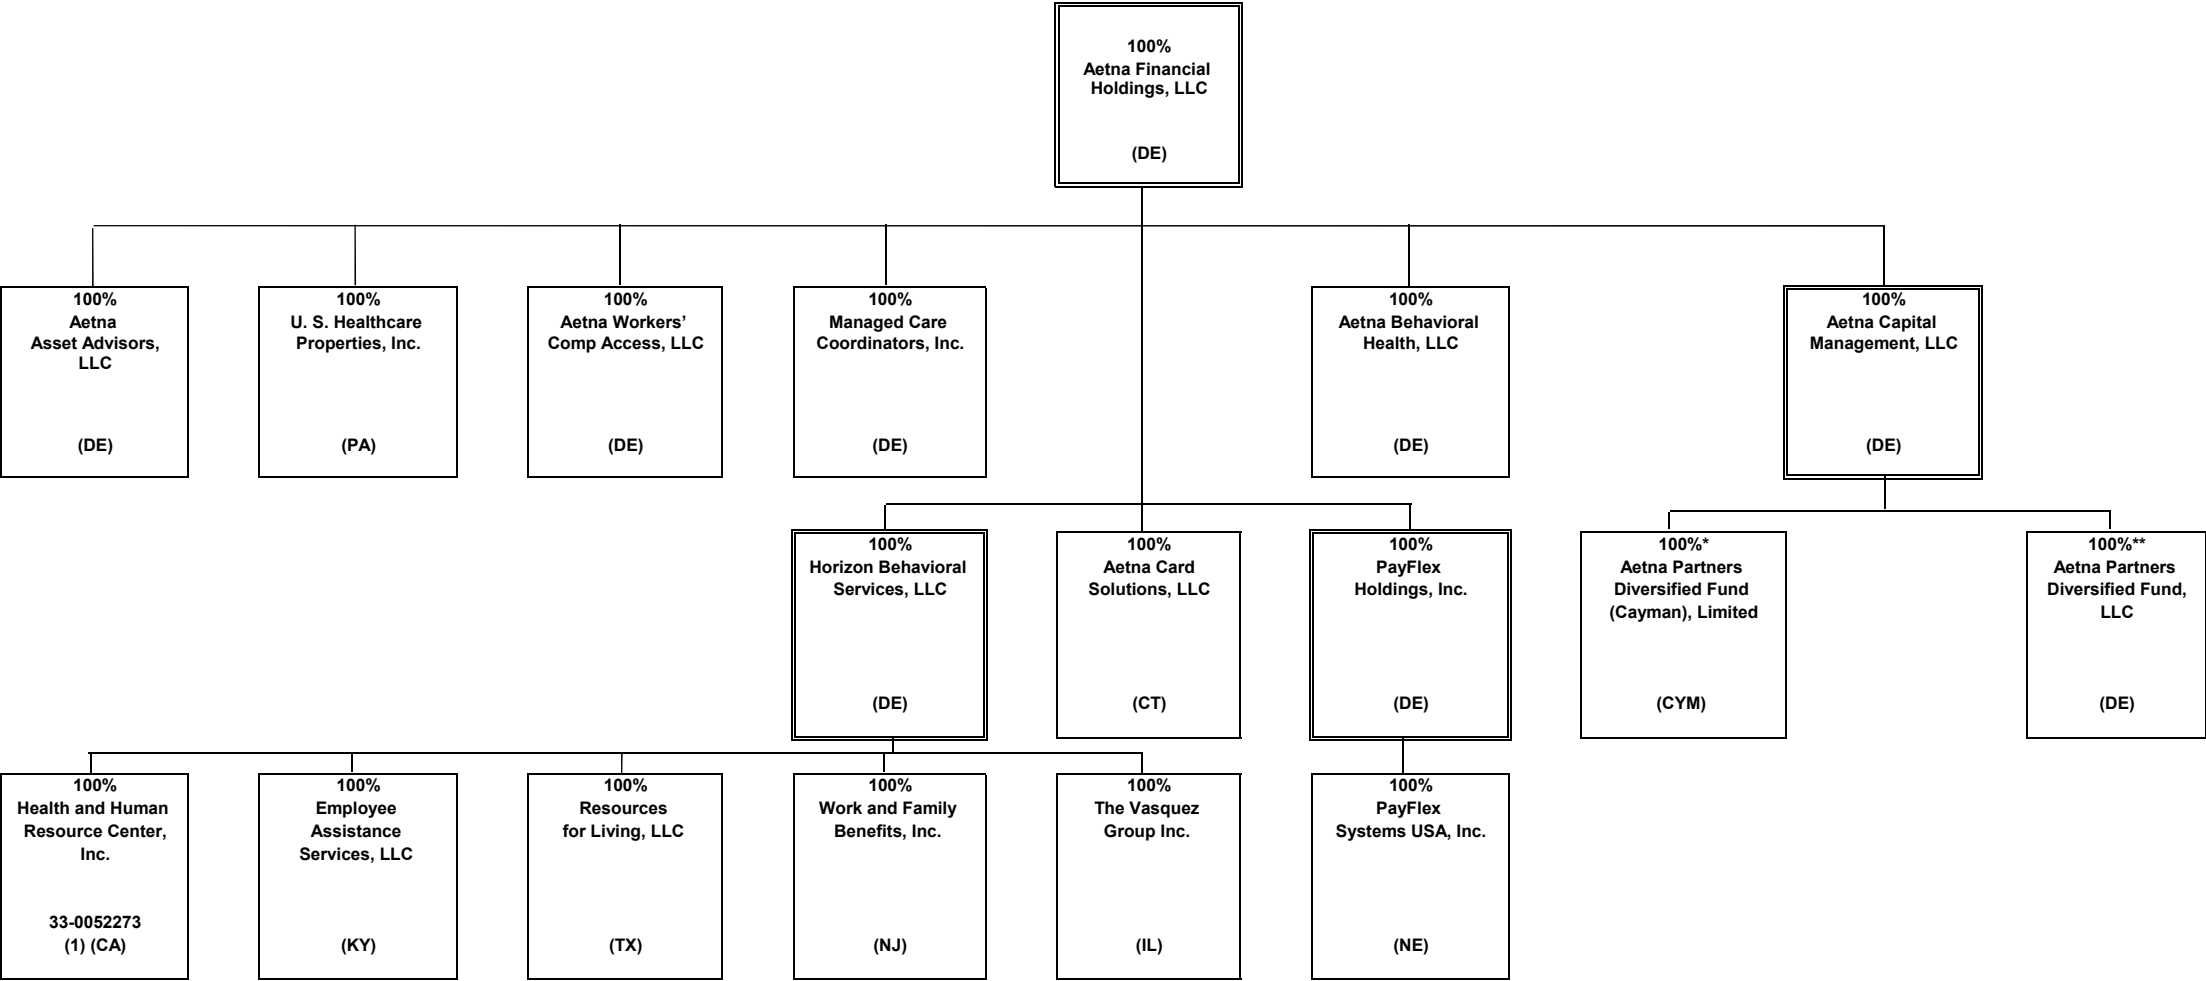 100%
Aetna Financial
Holdings, LLC
(DE)
100%
Aetna
Asset Advisors,
LLC
(DE)
100%
U. S. Healthcare
Properties, Inc.
(PA)
100%
Aetna Workers’
Comp Access, LLC
(DE)
100%
Managed Care
Coordinators, Inc.
(DE)
100%
Aetna Behavioral
Health, LLC
(DE)
100%
Aetna Capital
Management, LLC
(DE)
100%
Horizon Behavioral
Services, LLC
(DE)
100%
Aetna Card
Solutions, LLC
(CT)
100%
PayFlex
Holdings, Inc.
(DE)
100%*
Aetna Partners
Diversified Fund
(Cayman), Limited
(CYM)
100%**
Aetna Partners
Diversified Fund,
LLC
(DE)
100%
Health and Human
Resource Center,
Inc.
33-0052273
(1) (CA)
100%
Employee
Assistance
Services, LLC
(KY)
100%
Resources
for Living, LLC
(TX)
100%
Work and Family
Benefits, Inc.
(NJ)
100%
The Vasquez
Group Inc.
(IL)
100%
PayFlex
Systems USA, Inc.
(NE)